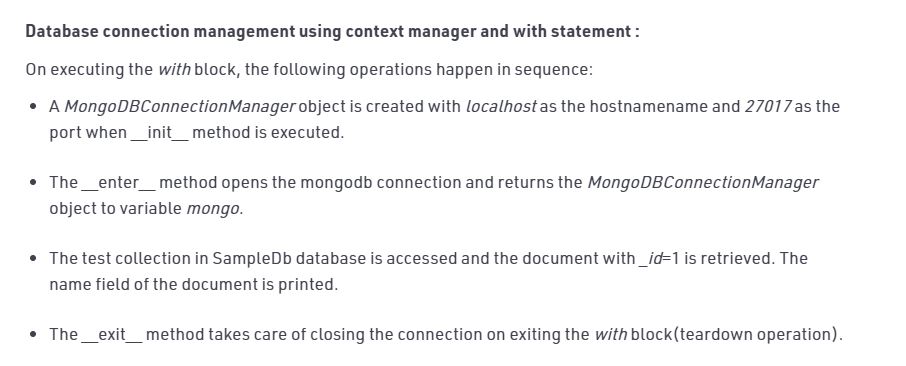 Database connection management using context manager and with statement :
On executing the with block, the following operations happen in sequence:
• A MongoDBConnectionManager object is created with localhost as the hostnamename and 27017 as the
port when __init__ method is executed.
• The __enter__ method opens the mongodb connection and returns the MongoDBConnectionManager
object to variable mongo.
• The test collection in SampleDb database is accessed and the document with _id=1 is retrieved. The
name field of the document is printed.
• The __exit__ method takes care of closing the connection on exiting the with block(teardown operation).